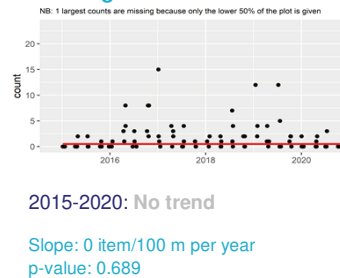 NB: 1 largest counts are missing because only the lower 50% of the plot is given
20
15
10
5
0
count
2016
2018
2020
2015-2020: No trend
Slope: 0 item/100 m per year
p-value: 0.689